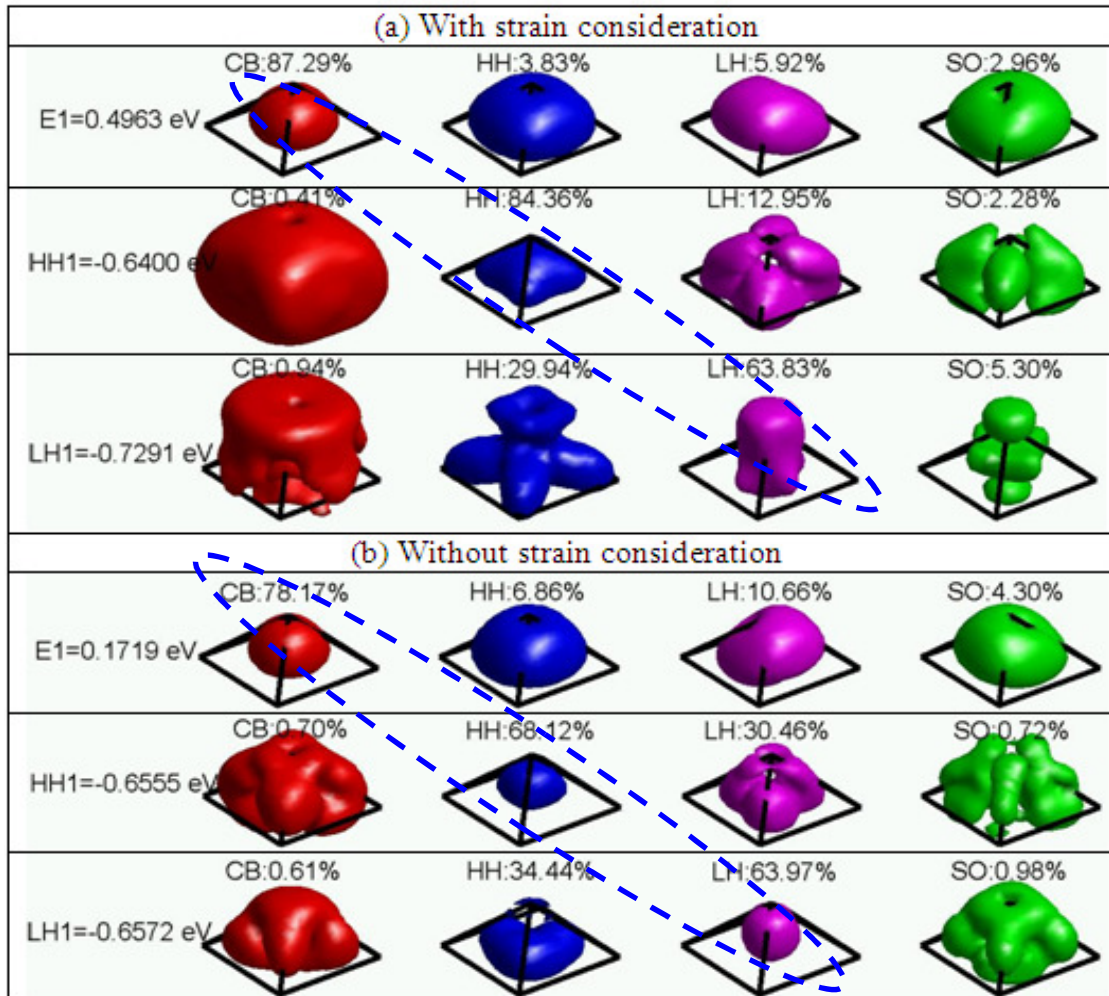 (a) With strain consideration
CB:87.29% HH:3.83% LH:5.92% SO:2.96%
E1=0.4963 eV
CB:0.41% HH:84.36% LH:12.95% SO:2.28%
HH1=-0.6400 eV
CB:0.94% HH:29.94% LH:63.83% SO:5.30%
LH1=-0.7291 eV
(b) Without strain consideration
CB:78.17% HH:6.86% LH:10.66% SO:4.30%
E1=0.1719 eV
CB:0.70% HH:68.12% LH:30.46% SO:0.72%
HH1=-0.6555 eV
CB:0.61% HH:34.44% LH:63.97% SO:0.98%
LH1=-0.6572 eV